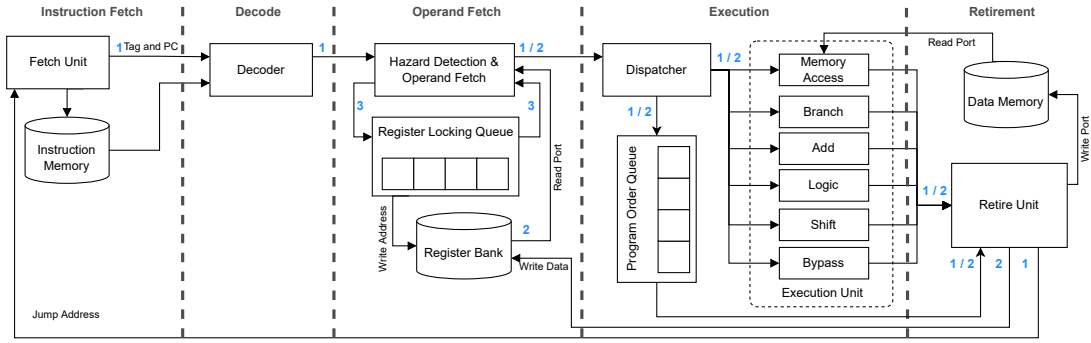 Instruction Fetch
Decode
Operand Fetch
Execution
Retirement
Fetch Unit
1
Tag and PC
Instruction
Memory
Decoder
1
Hazard Detection &
Operand Fetch
1 / 2
3
3
Register Locking Queue
Read Port
Write Address
Register Bank
2
Write Data
Dispatcher
1 / 2
1 / 2
Program Order Queue
Memory
Access
Branch
Add
Logic
Shift
Bypass
Execution Unit
Read Port
Data Memory
Write Port
1 / 2
Retire Unit
1 / 2
2
1
Jump Address